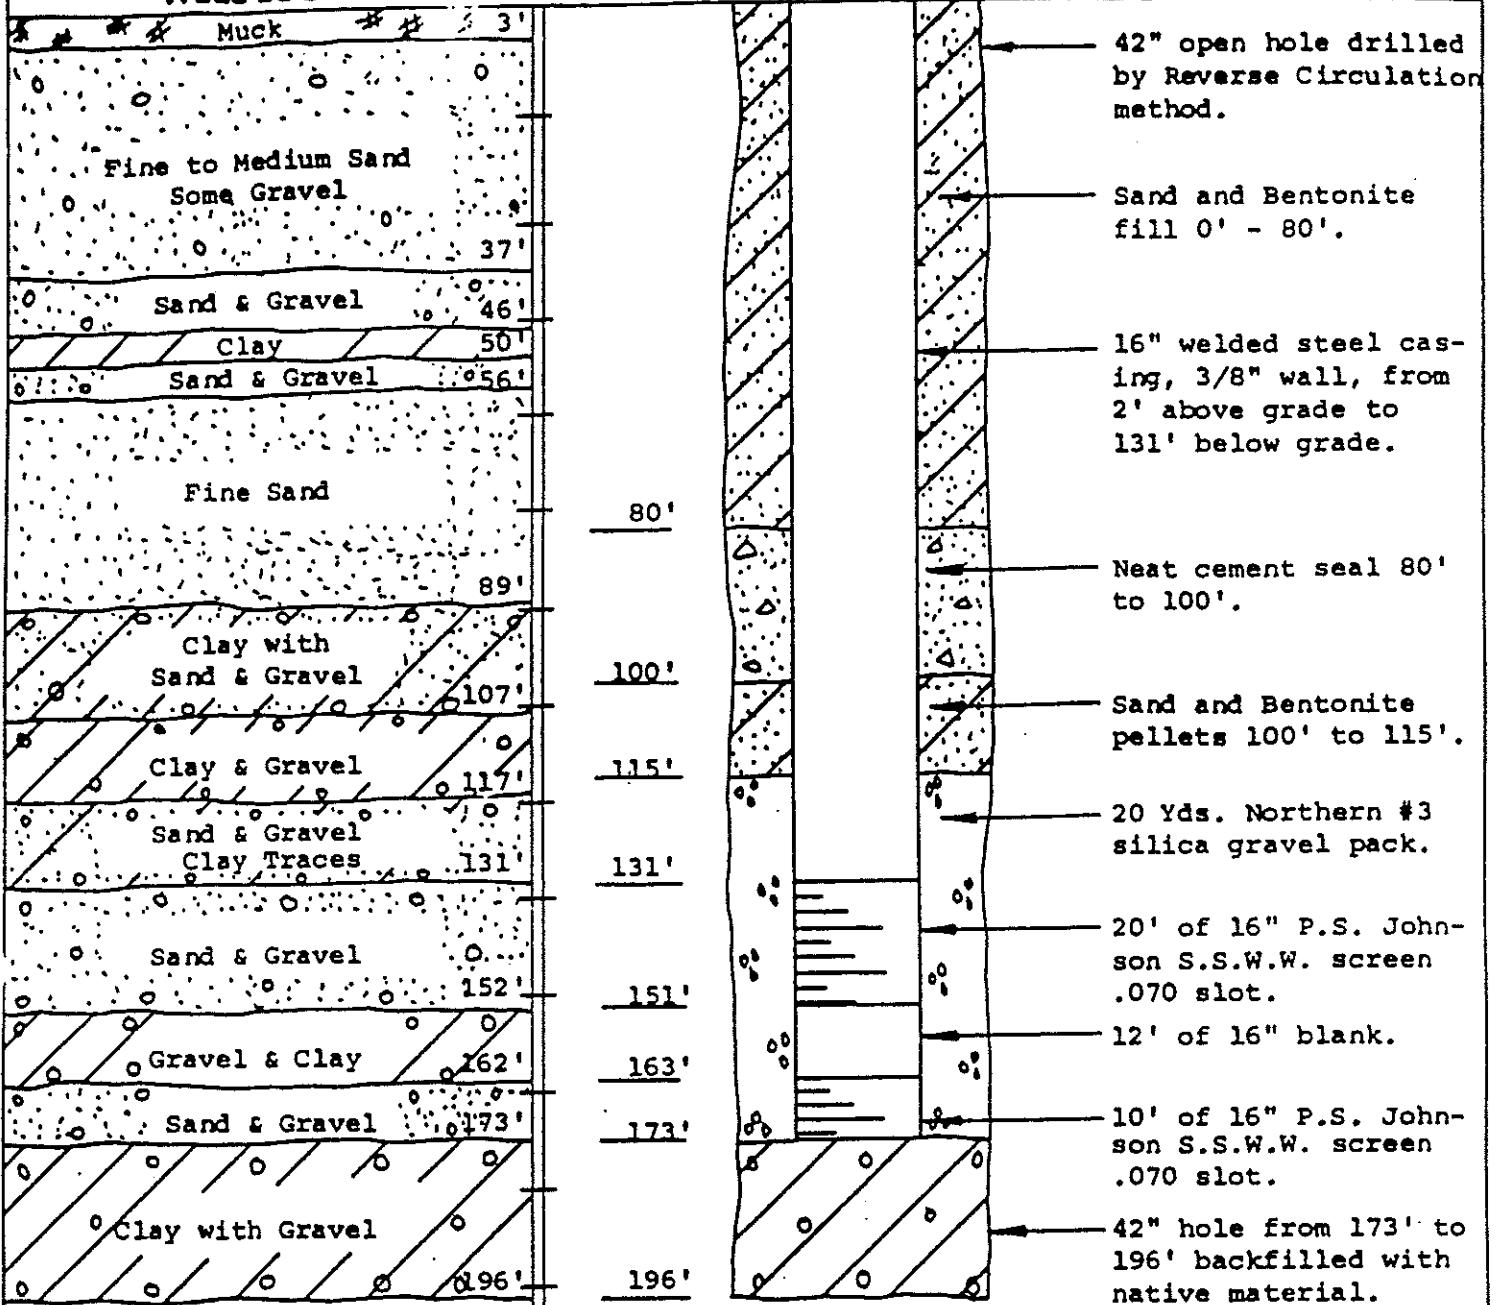 Muck 3'
Fine to Medium Sand
Some Gravel
37'
Sand & Gravel 46'
Clay 50'
Sand & Gravel 56'
Fine Sand
89'
Clay with
Sand & Gravel
107'
Clay & Gravel
117'
Sand & Gravel
Clay Traces 131'
Sand & Gravel
152'
Gravel & Clay 162'
Sand & Gravel 173'
Clay with Gravel
196'
80'
100'
115'
131'
151'
163'
173'
196'
42" open hole drilled
by Reverse Circulation
method.
Sand and Bentonite
fill 0' - 80'.
16" welded steel cas-
ing, 3/8" wall, from
2' above grade to
131' below grade.
Neat cement seal 80'
to 100'.
Sand and Bentonite
pellets 100' to 115'.
20 Yds. Northern #3
silica gravel pack.
20' of 16" P.S. John-
son S.S.W.W. screen
.070 slot.
12' of 16" blank.
10' of 16" P.S. John-
son S.S.W.W. screen
.070 slot.
42" hole from 173' to
196' backfilled with
native material.